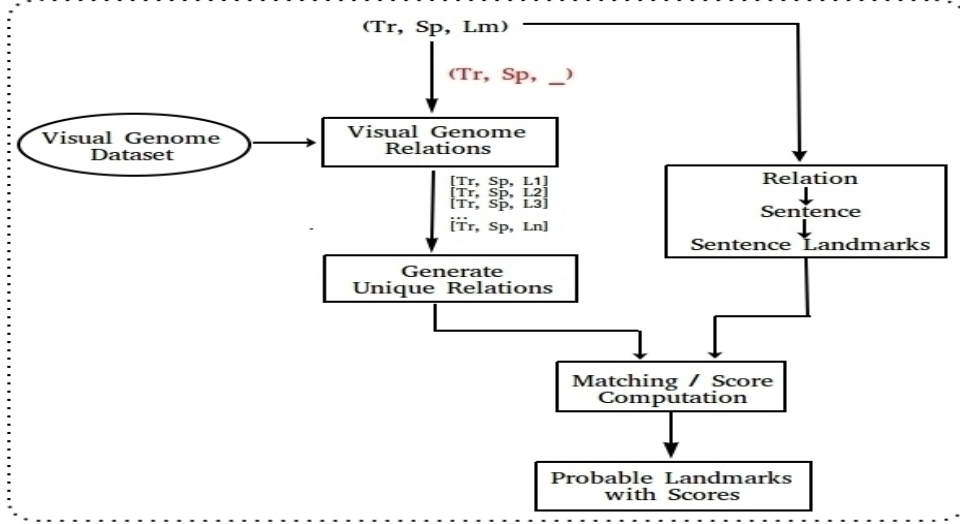 (Tr, Sp, Lm)
(Tr, Sp, _)
Visual Genome
Dataset
Visual Genome
Relations
[Tr, Sp, L1]
[Tr, Sp, L2]
[Tr, Sp, L3]
...
[Tr, Sp, Ln]
Relation
Sentence
Sentence Landmarks
Generate
Unique Relations
Matching / Score
Computation
Probable Landmarks
with Scores